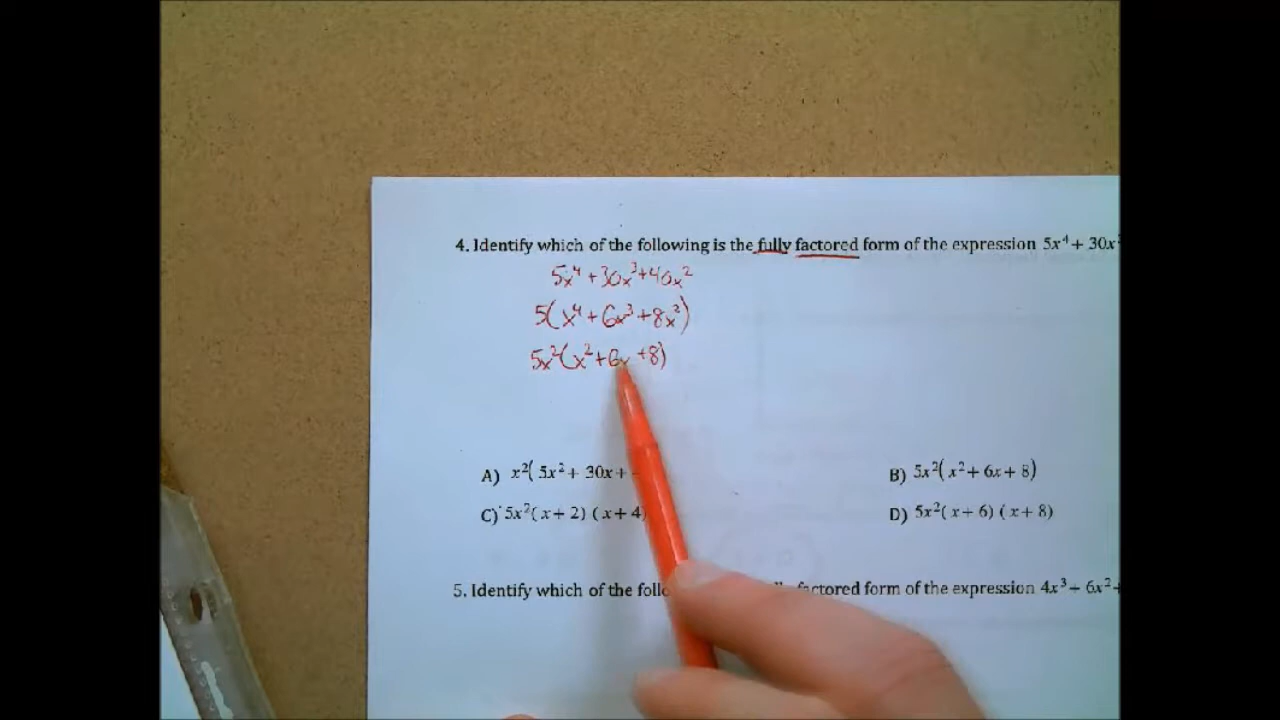 4. Identify which of the following is the fully factored form of the expression 5x⁴ + 30x
5x⁴ + 30x³ + 40x²
5(x⁴ + 6x³ + 8x²)
5x²(x² + 6x + 8)
A) x²( 5x² + 30x +
B) 5x²( x² + 6x + 8)
C) 5x²( x + 2) ( x + 4)
D) 5x²( x + 6) ( x + 8)
5. Identify which of the factored form of the expression 4x³ + 6x² +